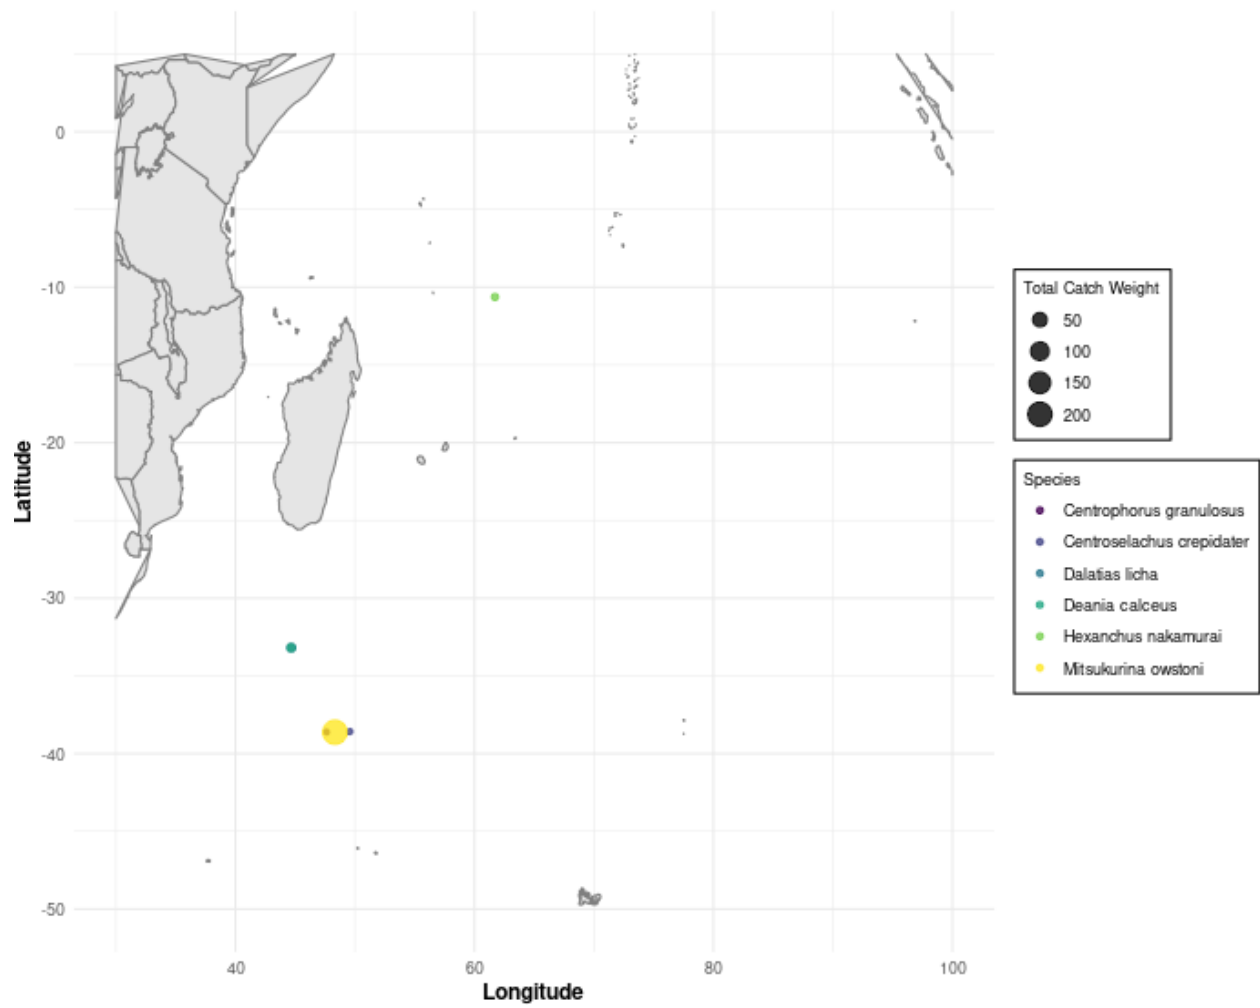 0
-10
-20
-30
-40
-50
Latitude
40
60
80
100
Longitude
Total Catch Weight
50
100
150
200
Species
Centrophorus granulosus
Centroselachus crepidater
Dalatias licha
Deania calceus
Hexanchus nakamurai
Mitsukurina owstoni